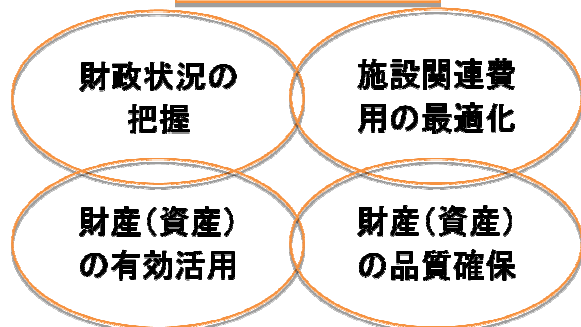 財政状況の
把握
施設関連費
用の最適化
財産(資産)
の有効活用
財産(資産)
の品質確保